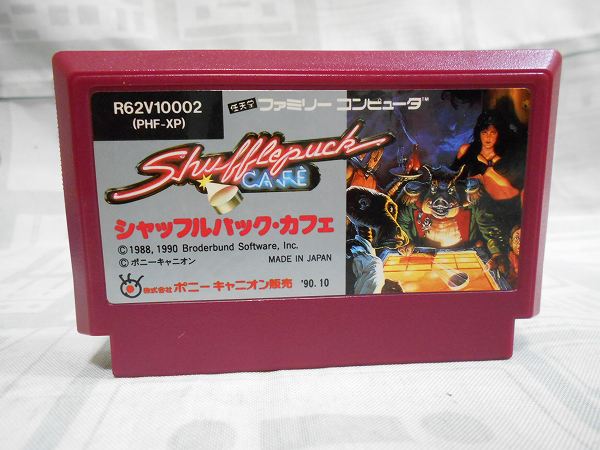 R62V10002
(PHF-XP)
任天堂 ファミリー コンピュータ™
Shufflepuck
CAFÈ
シャッフルパック・カフェ
©1988, 1990 Broderbund Software, Inc.
© ポニーキャニオン MADE IN JAPAN
株式会社 ポニーキャニオン販売 '90.10